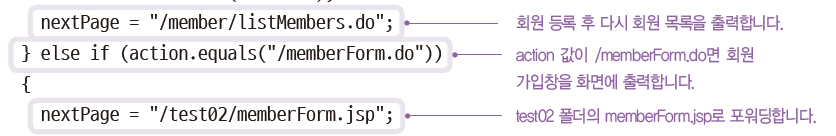 nextPage = "/member/listMembers.do";
회원 등록 후 다시 회원 목록을 출력합니다.
} else if (action.equals("/memberForm.do"))
action 값이 /memberForm.do면 회원
가입창을 화면에 출력합니다.
{
nextPage = "/test02/memberForm.jsp";
test02 폴더의 memberForm.jsp로 포워딩합니다.